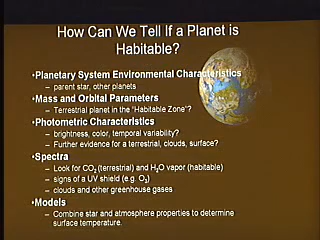 How Can We Tell If a Planet is
Habitable?
•Planetary System Environmental Characteristics
– parent star, other planets
•Mass and Orbital Parameters
– Terrestrial planet in the "Habitable Zone"?
•Photometric Characteristics
– brightness, color, temporal variability?
– Further evidence for a terrestrial, clouds, surface?
•Spectra
– Look for CO₂ (terrestrial) and H₂O vapor (habitable)
– signs of a UV shield (e.g. O₃)
– clouds and other greenhouse gases
•Models
– Combine star and atmosphere properties to determine
surface temperature.